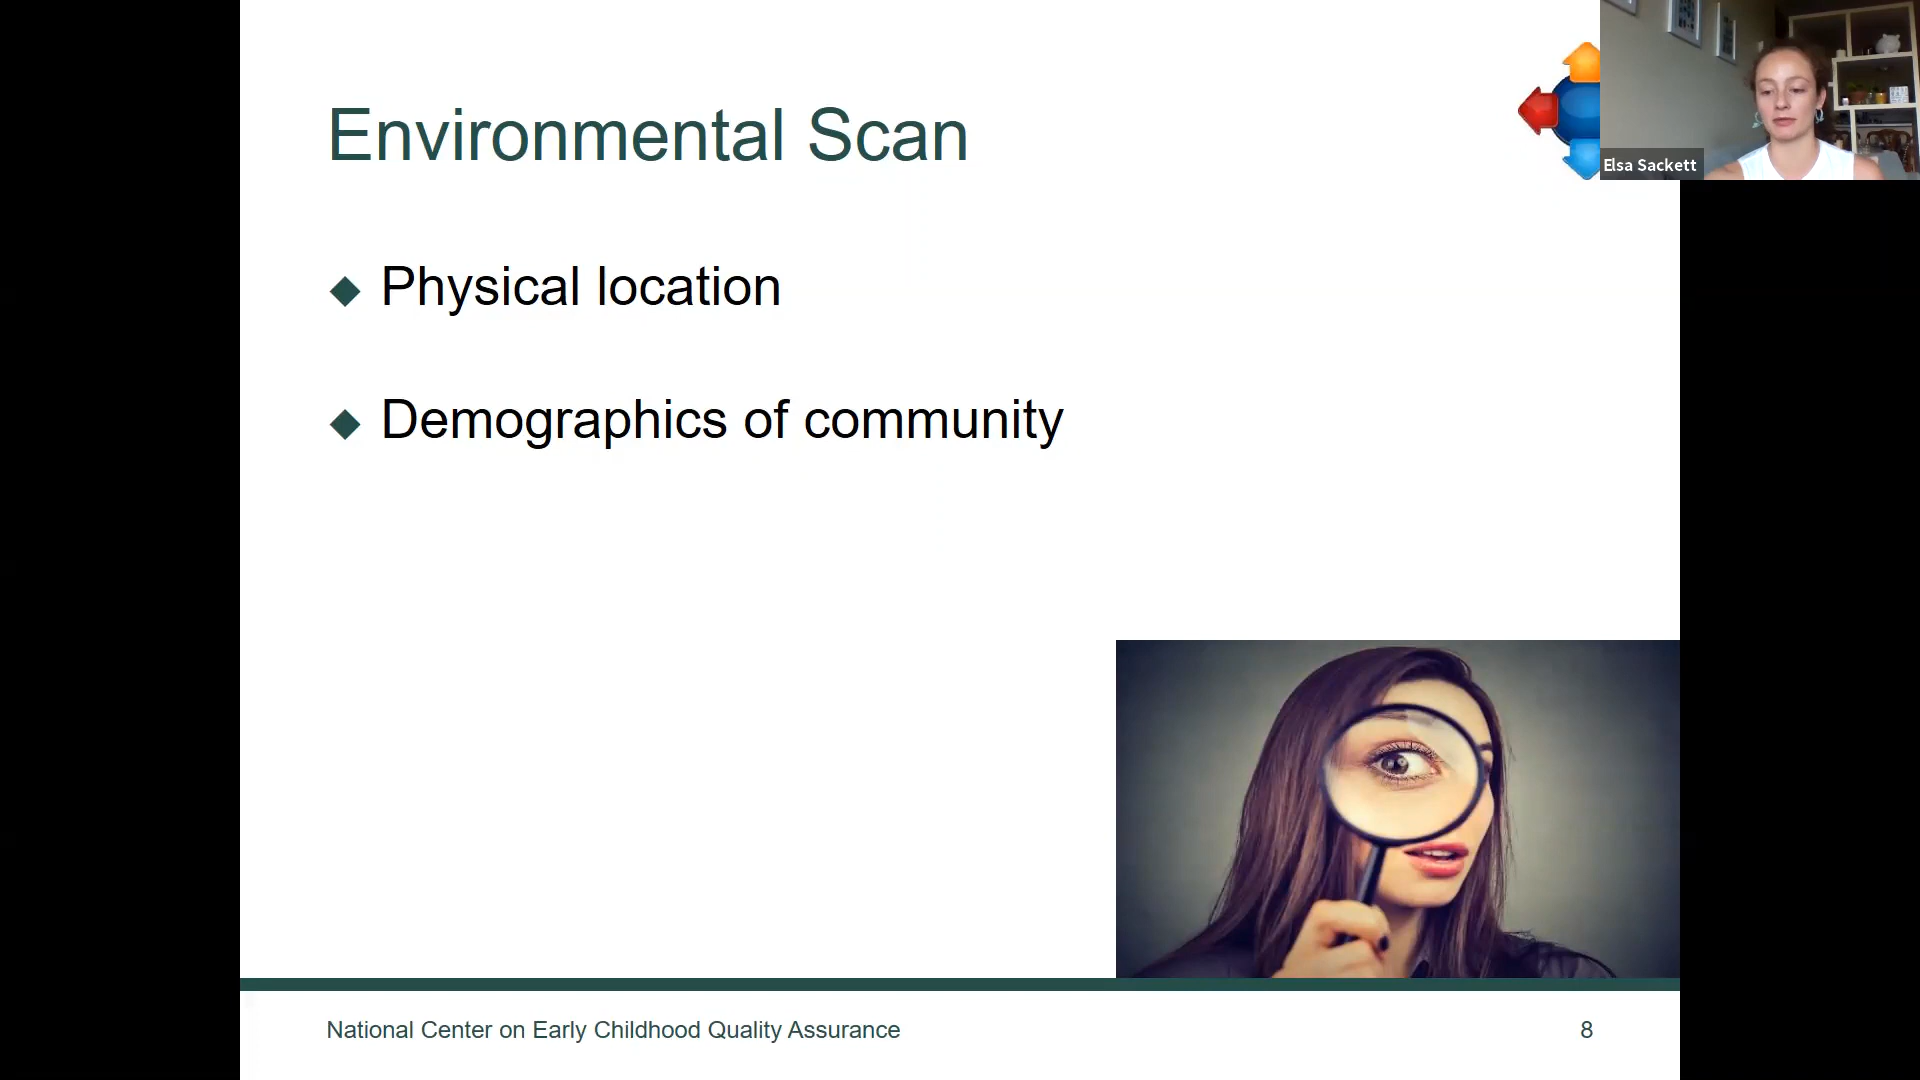 Environmental Scan
Elsa Sackett
Physical location
Demographics of community
National Center on Early Childhood Quality Assurance
8